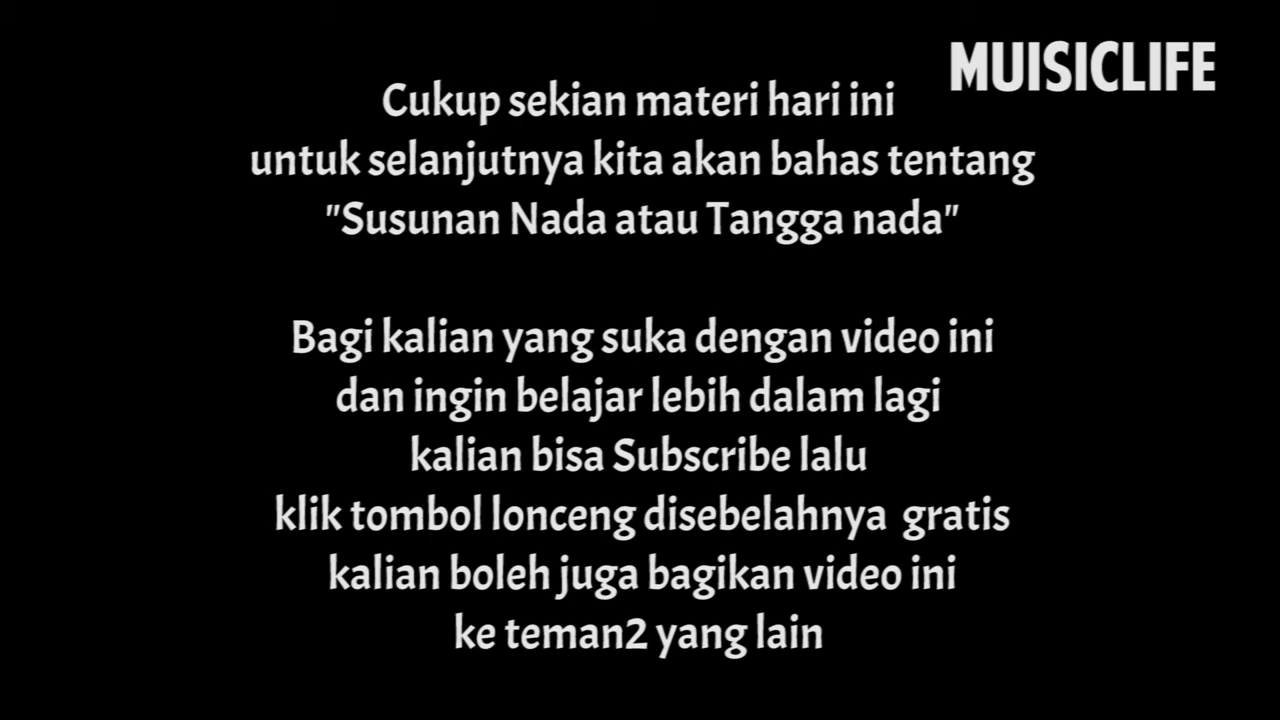 MUISICLIFE
Cukup sekian materi hari ini
untuk selanjutnya kita akan bahas tentang
"Susunan Nada atau Tangga nada"
Bagi kalian yang suka dengan video ini
dan ingin belajar lebih dalam lagi
kalian bisa Subscribe lalu
klik tombol lonceng disebelahnya gratis
kalian boleh juga bagikan video ini
ke teman2 yang lain